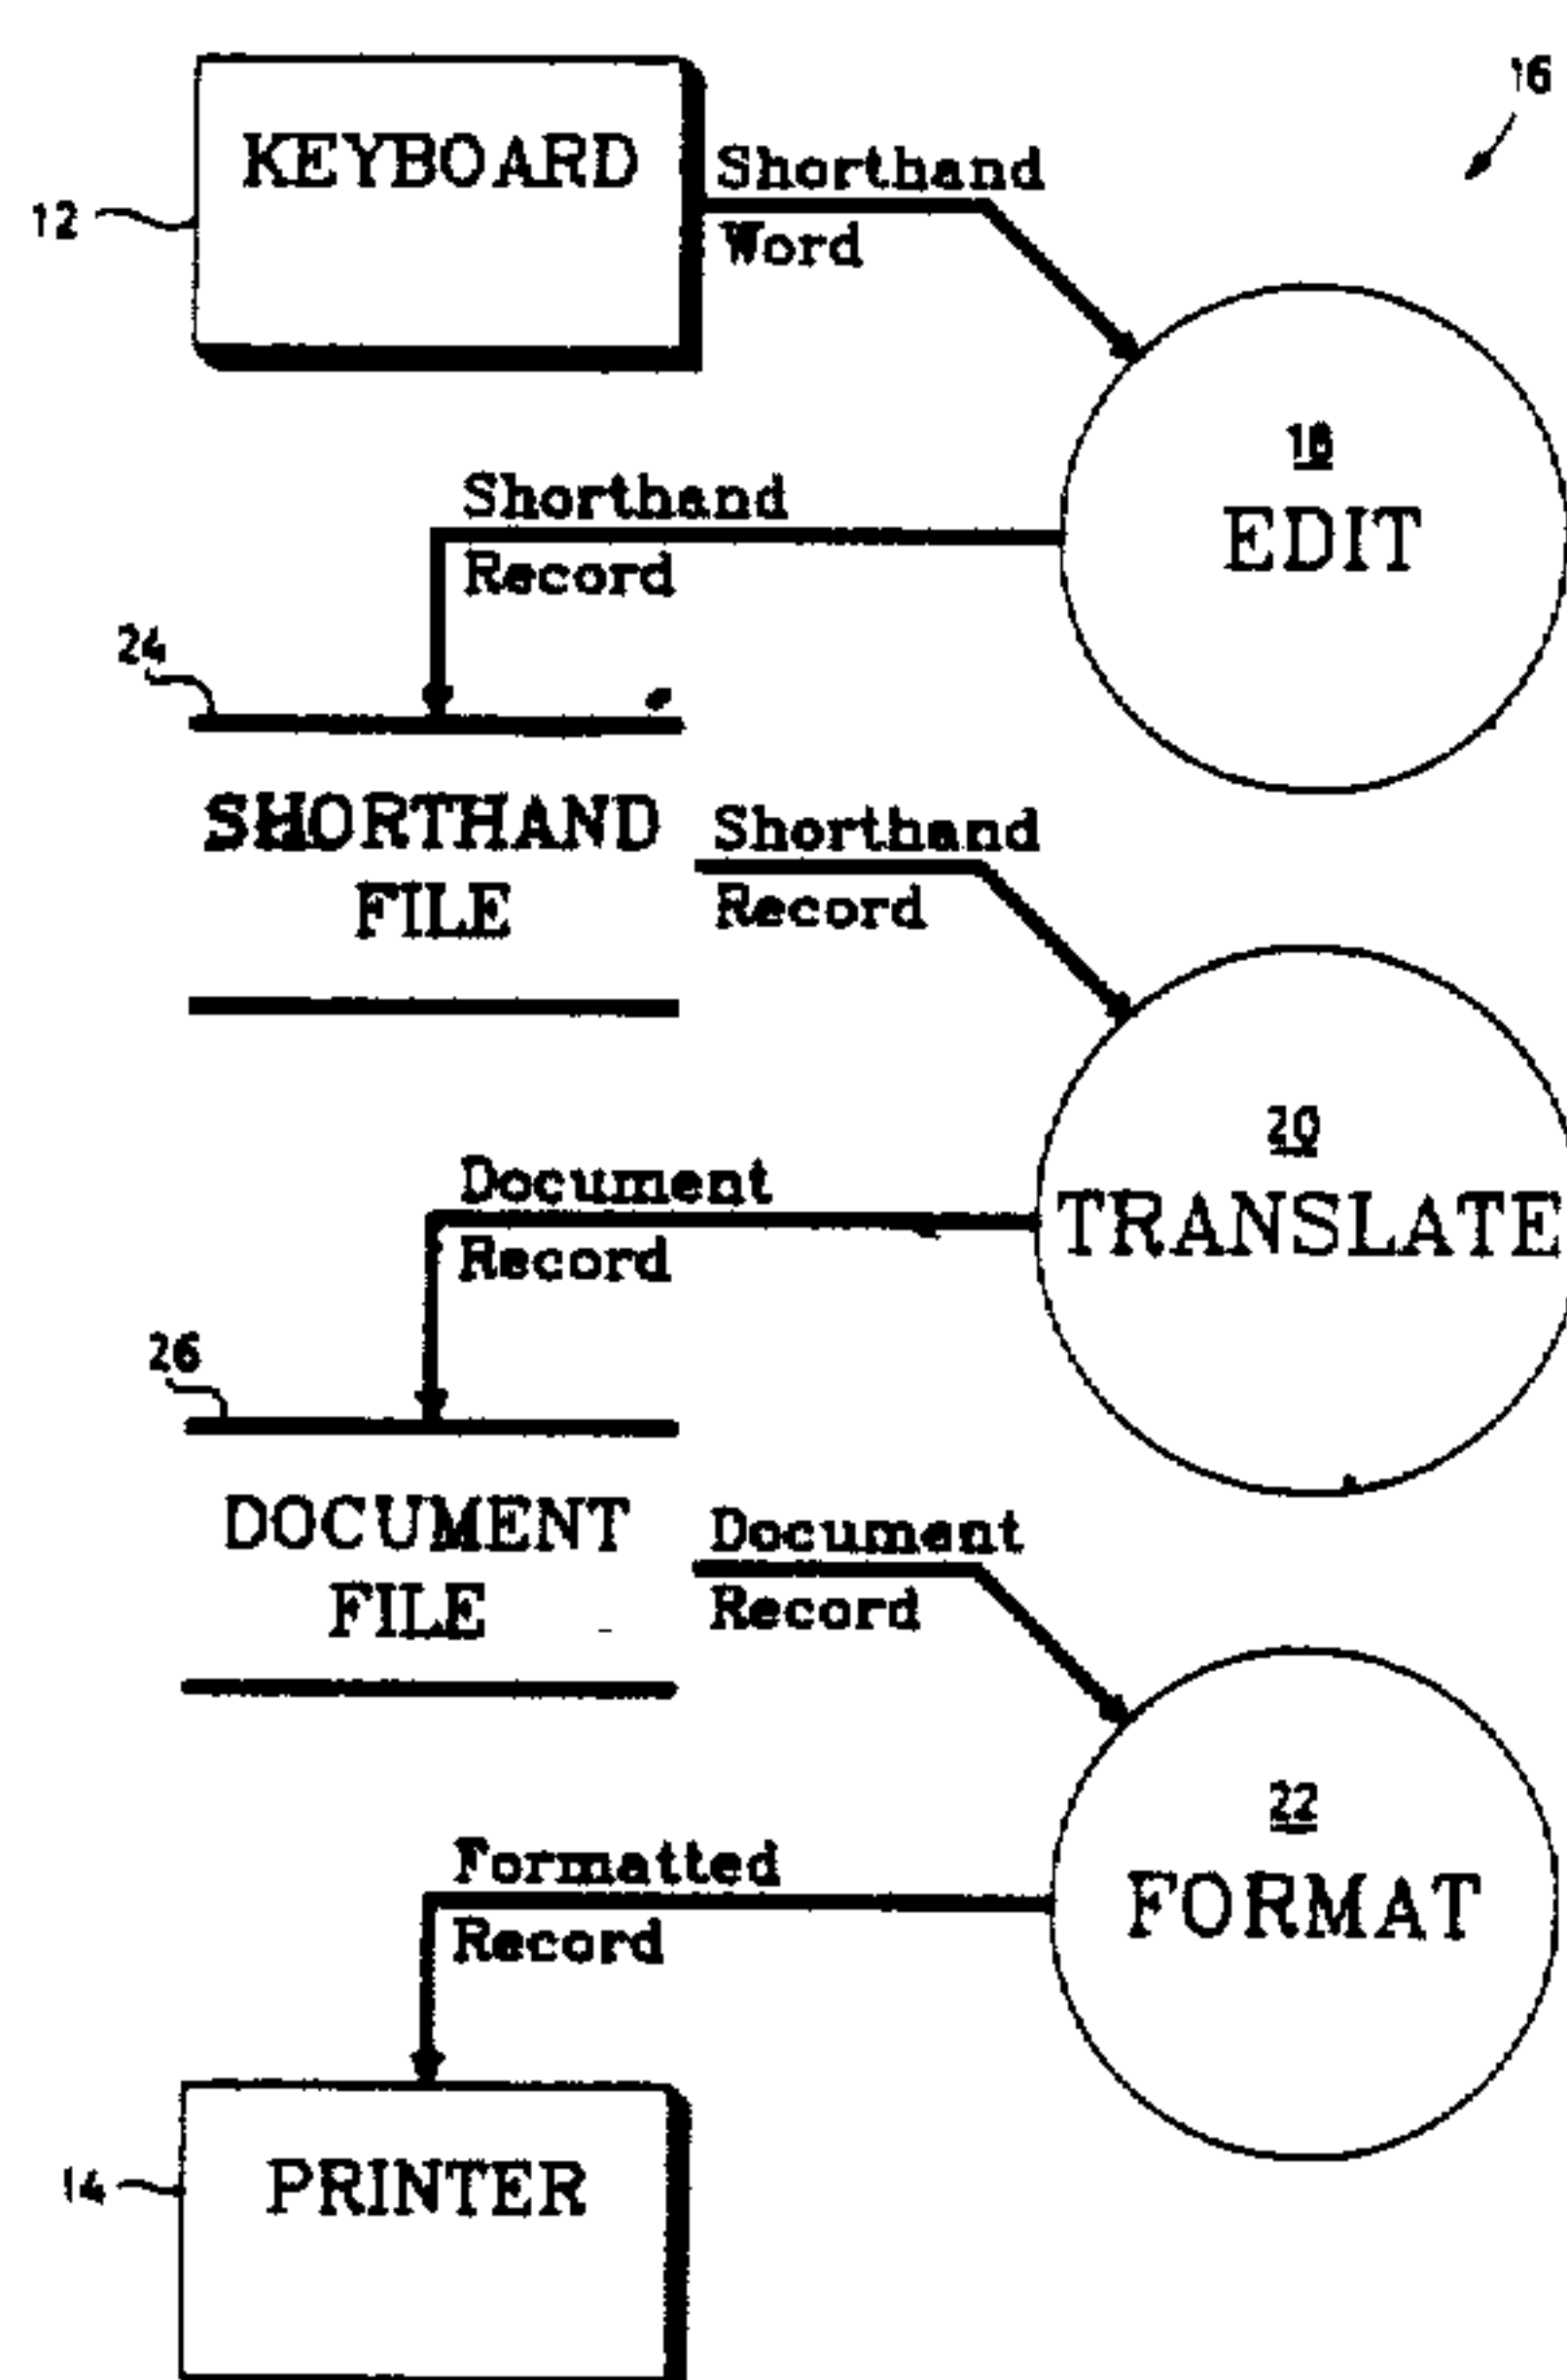 16
KEYBOARD
Shorthand
Word
12
18
EDIT
Shorthand
Record
24
SHORTHAND
FILE
Shorthand
Record
20
TRANSLATE
Document
Record
26
DOCUMENT
FILE
Document
Record
22
FORMAT
Formatted
Record
14
PRINTER